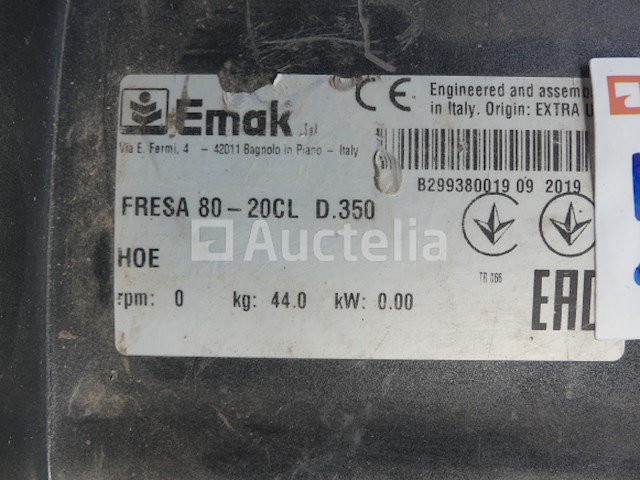 Emak S.p.A.
Via E. Fermi, 4 – 42011 Bagnolo in Piano – Italy
CE Engineered and assem
in Italy. Origin: EXTRA U
B299380019 09 2019
FRESA 80-20CL D.350
Auctelia
HOE
TR 066
rpm: 0 kg: 44.0 kW: 0.00
EAC